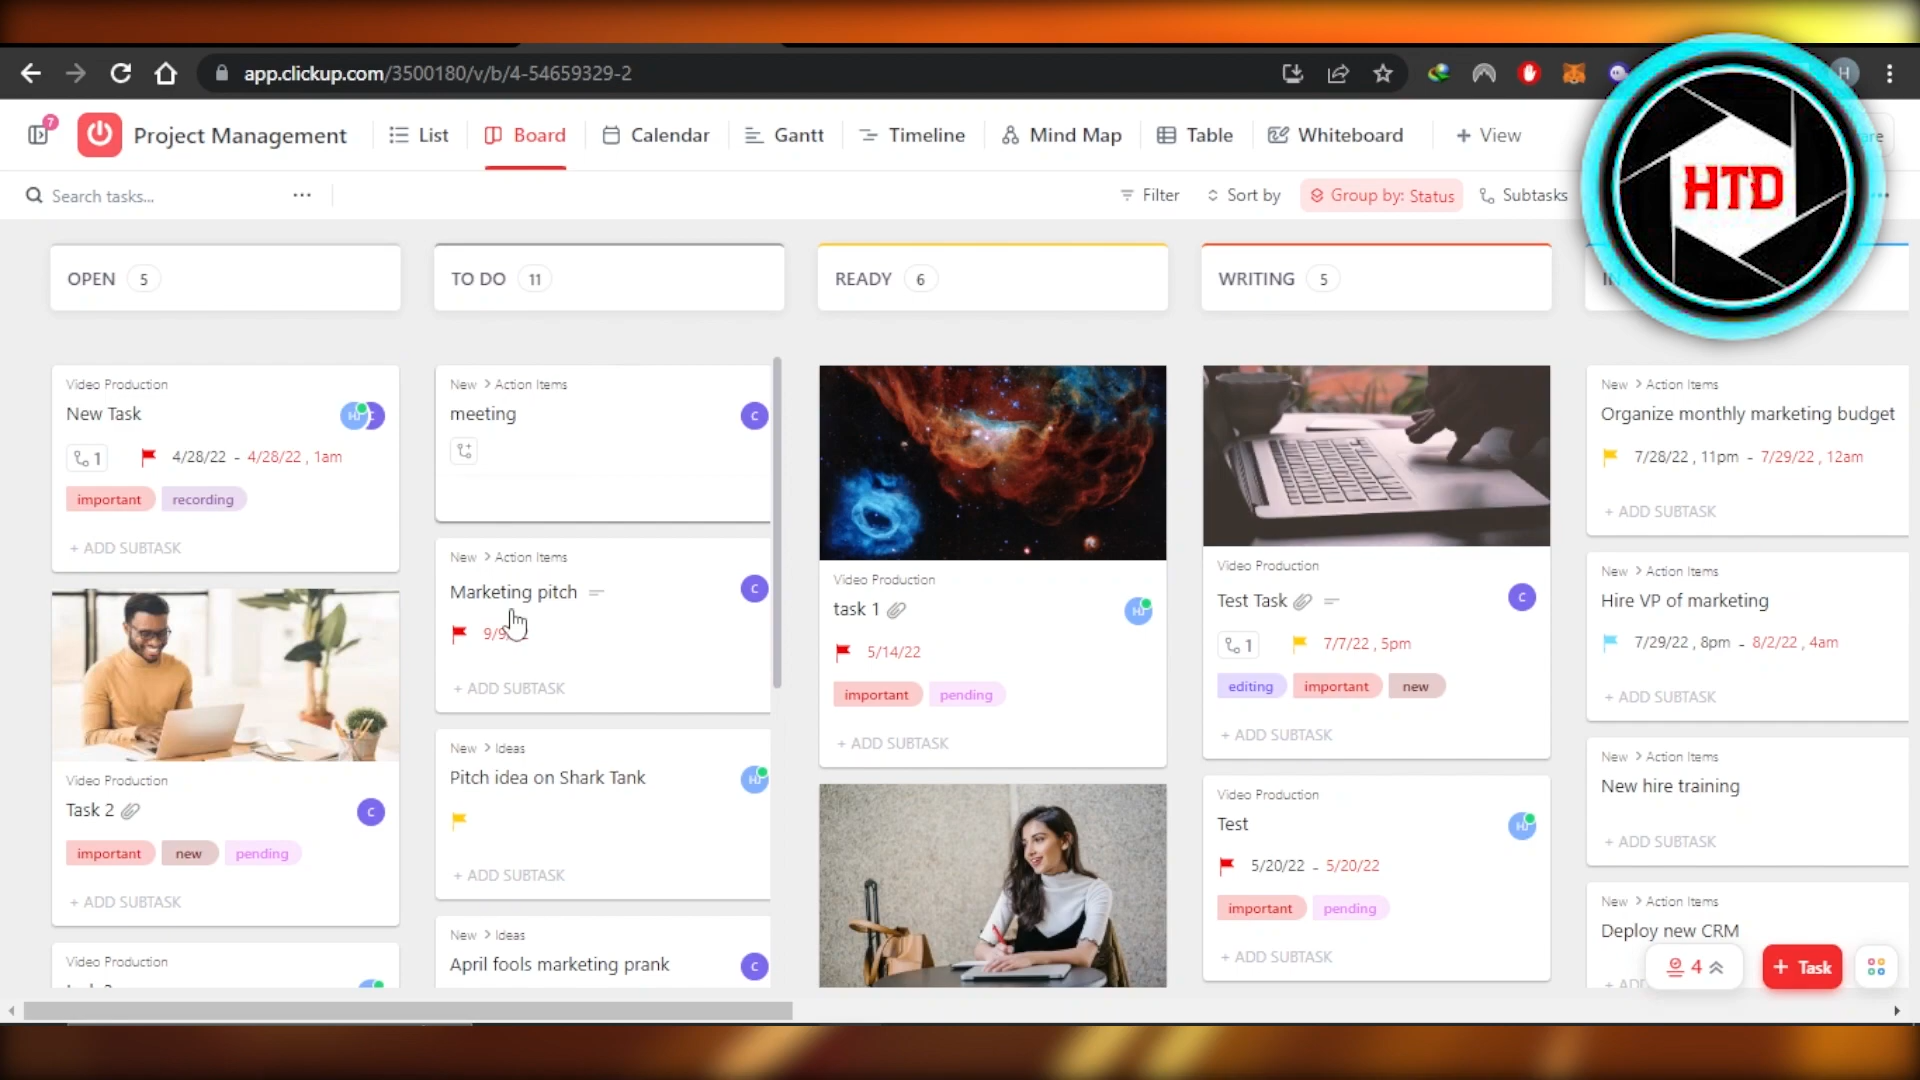 app.clickup.com/3500180/v/b/4-54659329-2
H
7
Project Management
List
Board
Calendar
Gantt
Timeline
Mind Map
Table
Whiteboard
+ View
HTD
Search tasks...
Filter
Sort by
Group by: Status
Subtasks
OPEN 5
TO DO 11
READY 6
WRITING 5
Video Production
New Task
1
4/28/22 - 4/28/22 , 1am
important recording
+ ADD SUBTASK
Video Production
Task 2
C
important new pending
+ ADD SUBTASK
Video Production
New > Action Items
meeting
C
New > Action Items
Marketing pitch
C
+ ADD SUBTASK
New > Ideas
Pitch idea on Shark Tank
HJ
+ ADD SUBTASK
New > Ideas
April fools marketing prank
C
Video Production
task 1
HJ
5/14/22
important pending
+ ADD SUBTASK
Video Production
Test Task
C
1
7/7/22 , 5pm
editing important new
+ ADD SUBTASK
Video Production
Test
HJ
5/20/22 - 5/20/22
important pending
+ ADD SUBTASK
New > Action Items
Organize monthly marketing budget
7/28/22 , 11pm - 7/29/22 , 12am
+ ADD SUBTASK
New > Action Items
Hire VP of marketing
7/29/22 , 8pm - 8/2/22 , 4am
+ ADD SUBTASK
New > Action Items
New hire training
+ ADD SUBTASK
New > Action Items
Deploy new CRM
4
+ Task